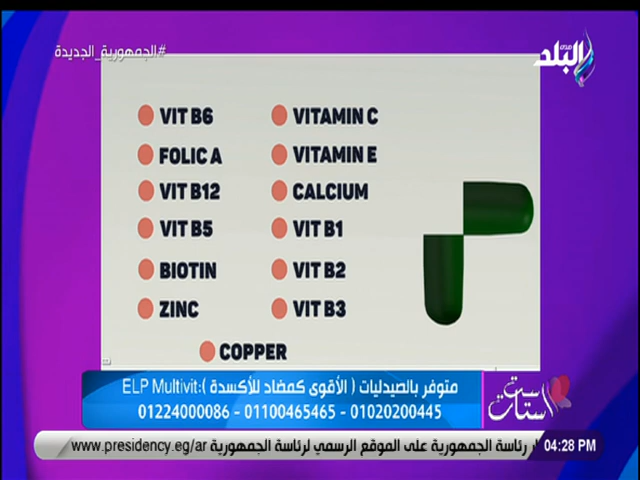 #الجمهورية_الجديدة
صدى البلد
VIT B6
FOLIC A
VIT B12
VIT B5
BIOTIN
ZINC
VITAMIN C
VITAMIN E
CALCIUM
VIT B1
VIT B2
VIT B3
COPPER
متوفر بالصيدليات ( الأقوى كمضاد للأكسدة ):ELP Multivit
01224000086 - 01100465465 - 01020200445
ست الستات
رئاسة الجمهورية على الموقع الرسمي لرئاسة الجمهورية www.presidency.eg/ar
04:28 PM